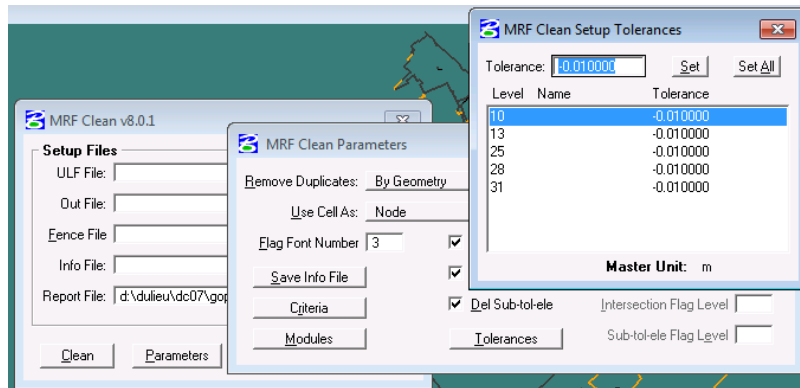 MRF Clean Setup Tolerances
Tolerance: -0.010000 Set Set All
Level Name Tolerance
10 -0.010000
13 -0.010000
25 -0.010000
28 -0.010000
31 -0.010000
Master Unit: m
MRF Clean v8.0.1
Setup Files
ULF File:
Out File:
Fence File
Info File:
Report File: d:\dulieu\dc07\gop
Clean Parameters
MRF Clean Parameters
Remove Duplicates: By Geometry
Use Cell As: Node
Flag Font Number 3
Save Info File
Criteria Del Sub-tol-ele Intersection Flag Level
Modules Tolerances Sub-tol-ele Flag Level